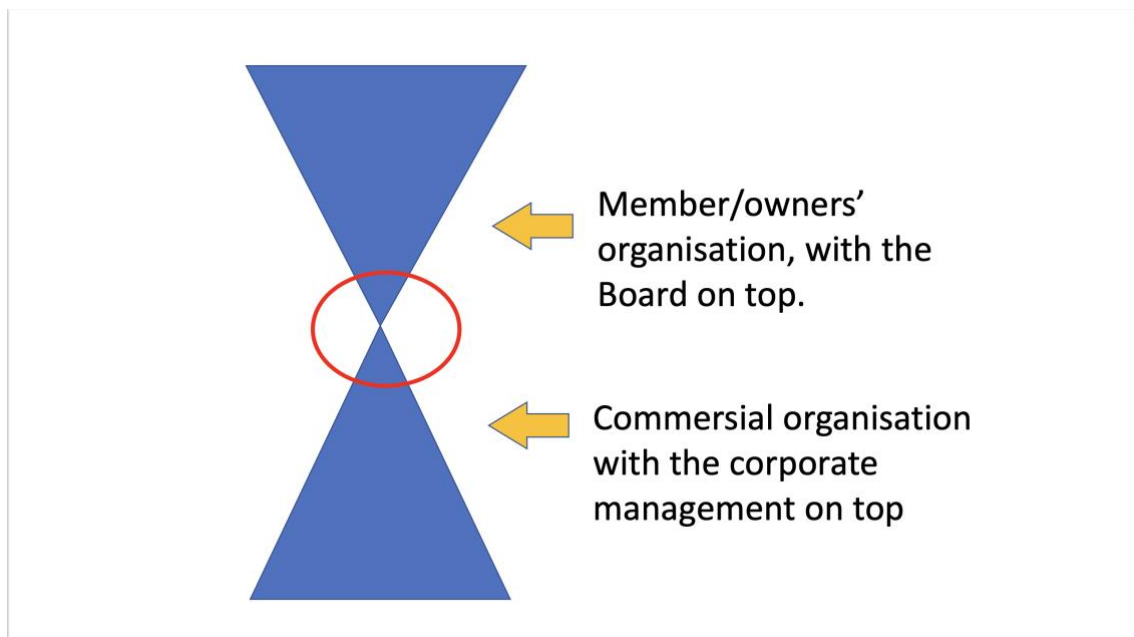 Member/owners’
organisation, with the
Board on top.
Commersial organisation
with the corporate
management on top